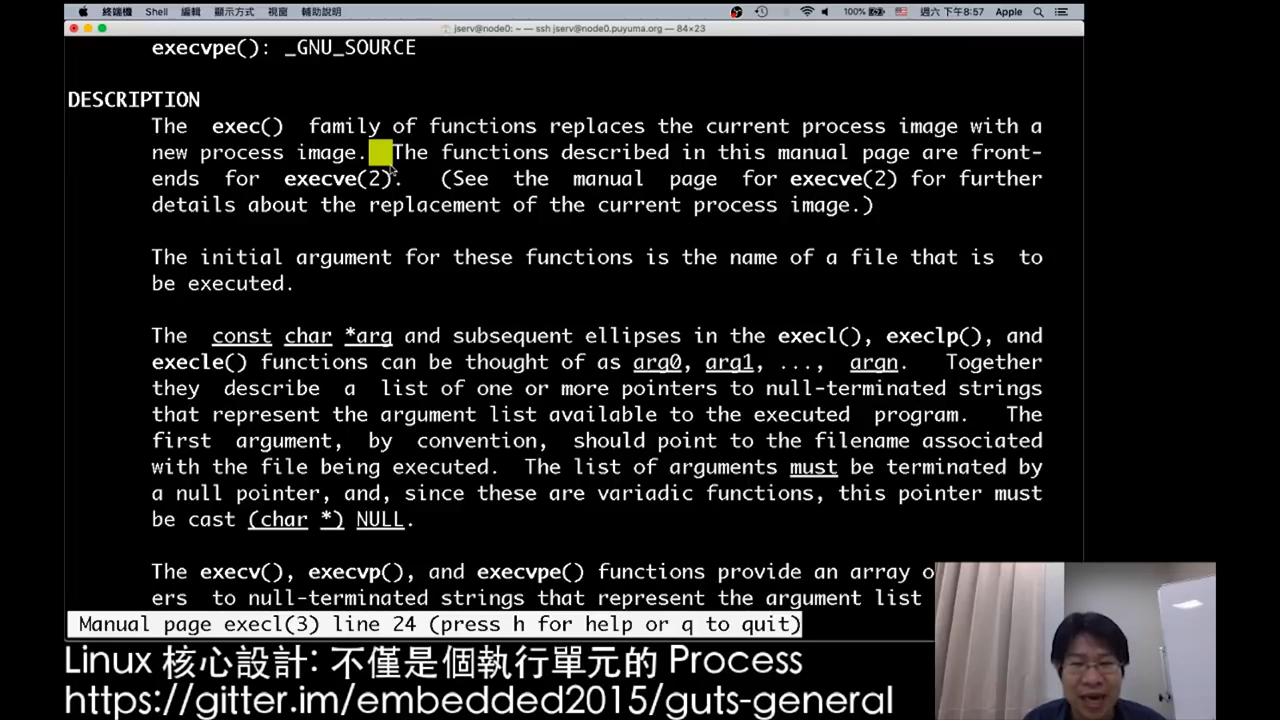 終端機 Shell 編輯 顯示方式 視窗 輔助說明 100% 週六 下午8:57 Apple
jserv@node0: ~ — ssh jserv@node0.puyuma.org — 84×23
execvpe(): _GNU_SOURCE
DESCRIPTION
The exec() family of functions replaces the current process image with a
new process image. The functions described in this manual page are front-
ends for execve(2). (See the manual page for execve(2) for further
details about the replacement of the current process image.)
The initial argument for these functions is the name of a file that is to
be executed.
The const char *arg and subsequent ellipses in the execl(), execlp(), and
execle() functions can be thought of as arg0, arg1, ..., argn. Together
they describe a list of one or more pointers to null-terminated strings
that represent the argument list available to the executed program. The
first argument, by convention, should point to the filename associated
with the file being executed. The list of arguments must be terminated by
a null pointer, and, since these are variadic functions, this pointer must
be cast (char *) NULL.
The execv(), execvp(), and execvpe() functions provide an array o
ers to null-terminated strings that represent the argument list
Manual page execl(3) line 24 (press h for help or q to quit)
Linux 核心設計: 不僅是個執行單元的 Process
https://gitter.im/embedded2015/guts-general